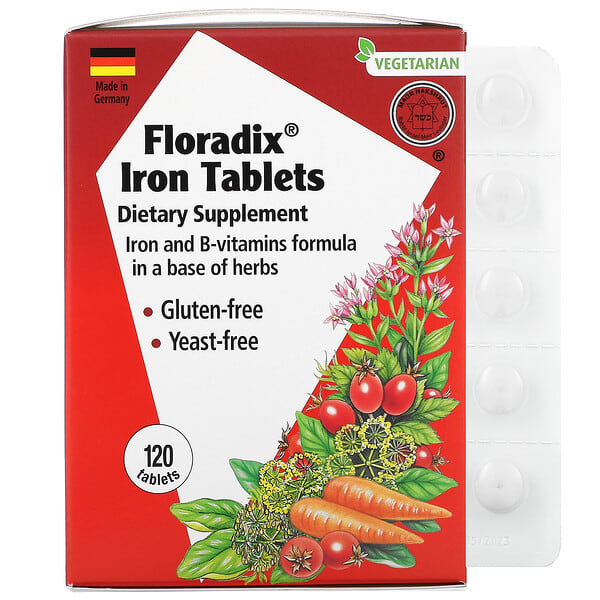 Made in
Germany
VEGETARIAN
כשר
®
Floradix®
Iron Tablets
Dietary Supplement
Iron and B-vitamins formula
in a base of herbs
• Gluten-free
• Yeast-free
120
tablets